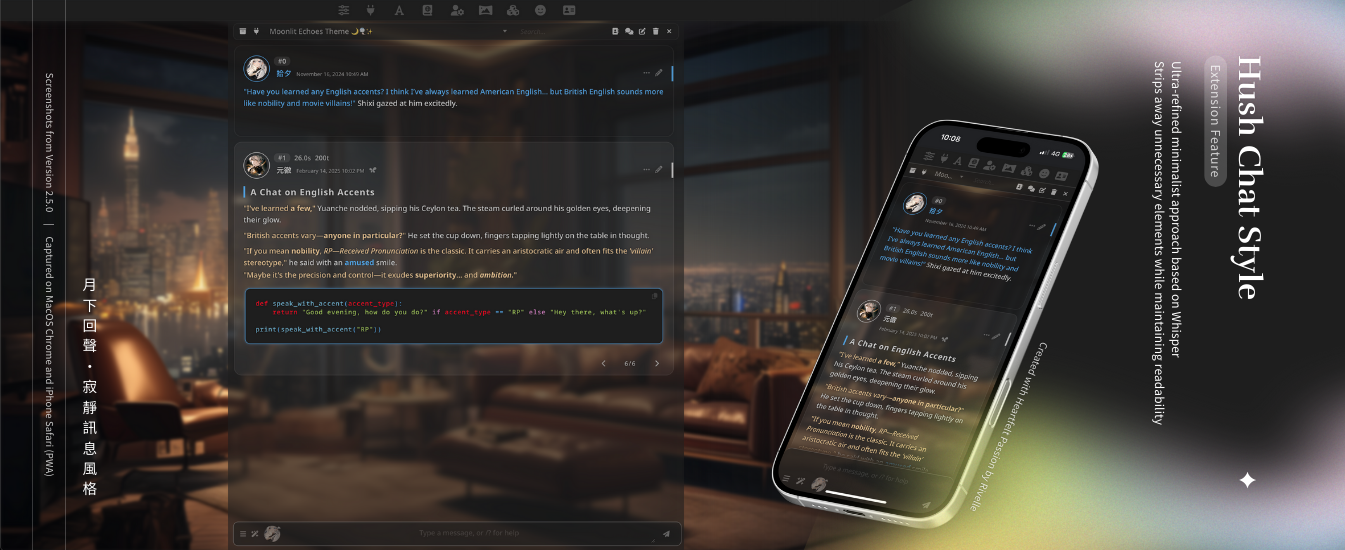 Screenshots from Version 2.5.0 | Captured on MacOS Chrome and iPhone Safari (PWA)
月下回聲・寂靜訊息風格
Moonlit Echoes Theme 🌙🗣️✨
#0
拾夕 November 16, 2024 10:49 AM
"Have you learned any English accents? I think I've always learned American English... but British English sounds more
like nobility and movie villains!" Shixi gazed at him excitedly.
#1 26.0s 200t
元徽 February 14, 2025 10:02 PM
A Chat on English Accents
"I've learned a few," Yuanche nodded, sipping his Ceylon tea. The steam curled around his golden eyes, deepening
their glow.
"British accents vary—anyone in particular?" He set the cup down, fingers tapping lightly on the table in thought.
"If you mean nobility, RP—Received Pronunciation is the classic. It carries an aristocratic air and often fits the 'villain'
stereotype," he said with an amused smile.
"Maybe it's the precision and control—it exudes superiority... and ambition."
def speak_with_accent(accent_type):
return "Good evening, how do you do?" if accent_type == "RP" else "Hey there, what's up?"
print(speak_with_accent("RP"))
6/6
Type a message, or /? for help
10:08
4G
Moo...
#0
拾夕
November 16, 2024 10:49 AM
"Have you learned any English accents? I think
I've always learned American English... but
British English sounds more like nobility and
movie villains!" Shixi gazed at him excitedly.
#1 26.0s 200t
元徽
February 14, 2025 10:02 PM
A Chat on English Accents
"I've learned a few," Yuanche nodded, sipping
his Ceylon tea. The steam curled around his
golden eyes, deepening their glow.
"British accents vary—anyone in particular?"
He set the cup down, fingers tapping lightly on
the table in thought.
"If you mean nobility, RP—Received
Pronunciation is the classic. It carries an
aristocratic air and often fits the 'villain'
Type a message, or /? for help
Created with Heartfelt Passion by Rivelle
Hush Chat Style
Extension Feature
Ultra-refined minimalist approach based on Whisper
Strips away unnecessary elements while maintaining readability